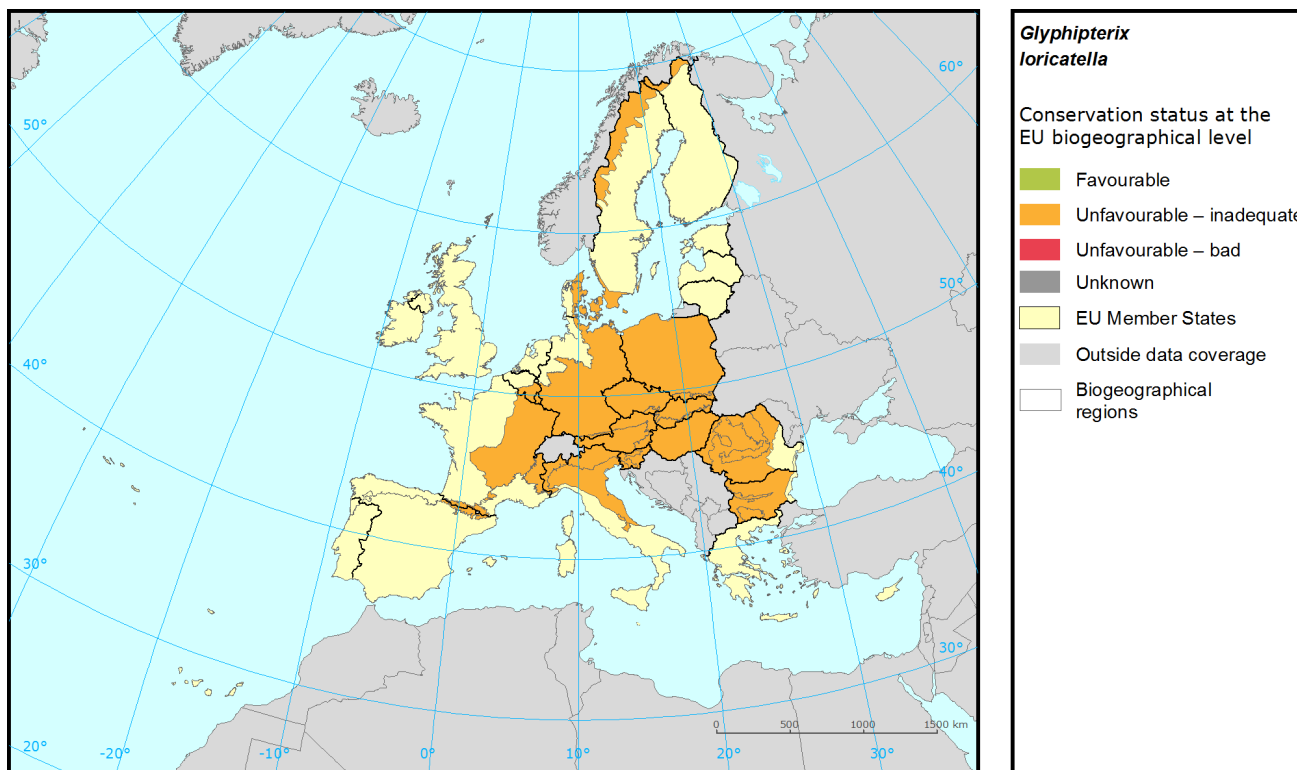 60°
50°
50°
40°
40°
30°
30°
20°
-20°
-10°
0°
10°
20°
30°
0 500 1000 1500 km
Glyphipterix
loricatella
Conservation status at the
EU biogeographical level
Favourable
Unfavourable – inadequate
Unfavourable – bad
Unknown
EU Member States
Outside data coverage
Biogeographical
regions